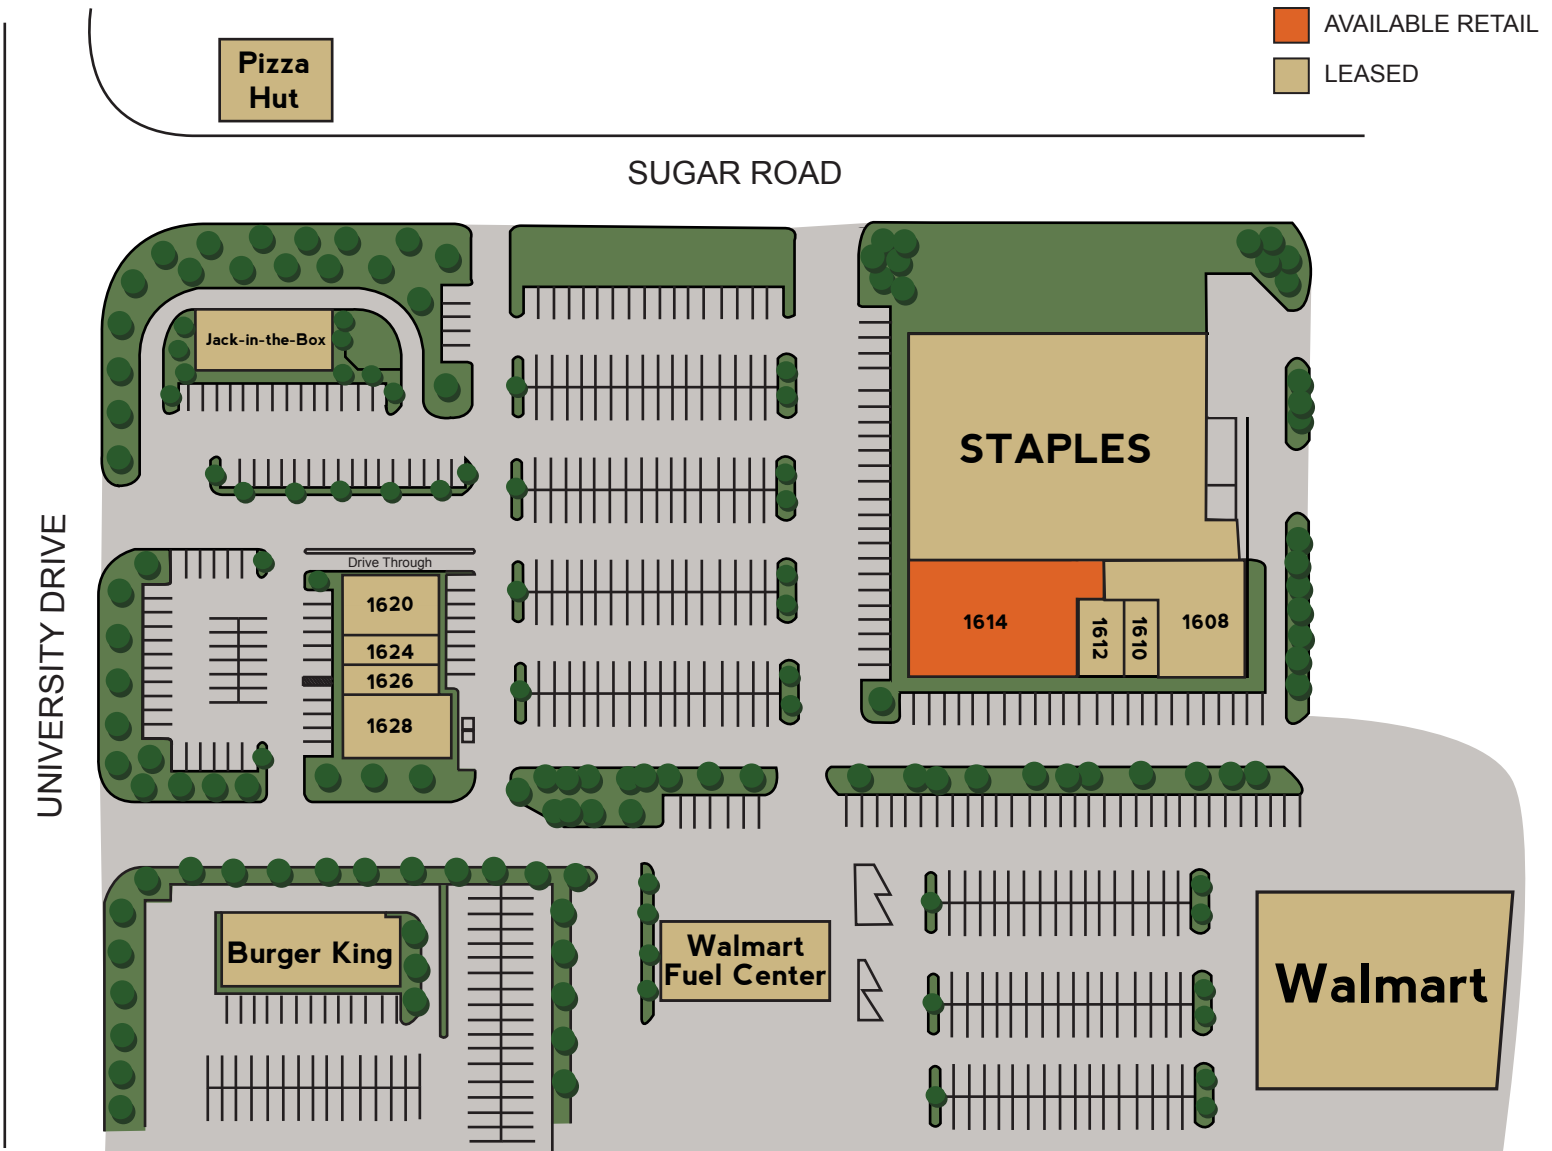 AVAILABLE RETAIL
LEASED
Pizza
Hut
SUGAR ROAD
Jack-in-the-Box
STAPLES
UNIVERSITY DRIVE
Drive Through
1620
1624
1626
1628
1614
1612
1610
1608
Burger King
Walmart
Fuel Center
Walmart